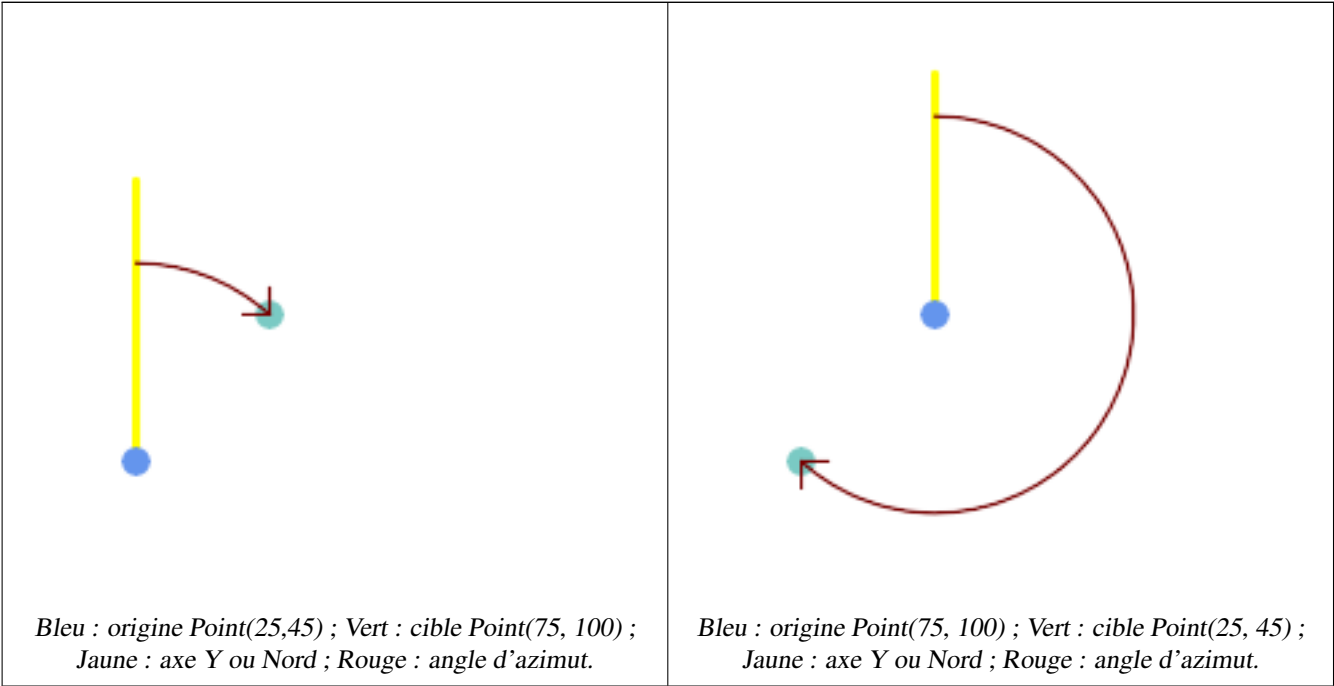 Bleu : origine Point(25,45) ; Vert : cible Point(75, 100) ;
Jaune : axe Y ou Nord ; Rouge : angle d'azimut.
Bleu : origine Point(75, 100) ; Vert : cible Point(25, 45) ;
Jaune : axe Y ou Nord ; Rouge : angle d'azimut.